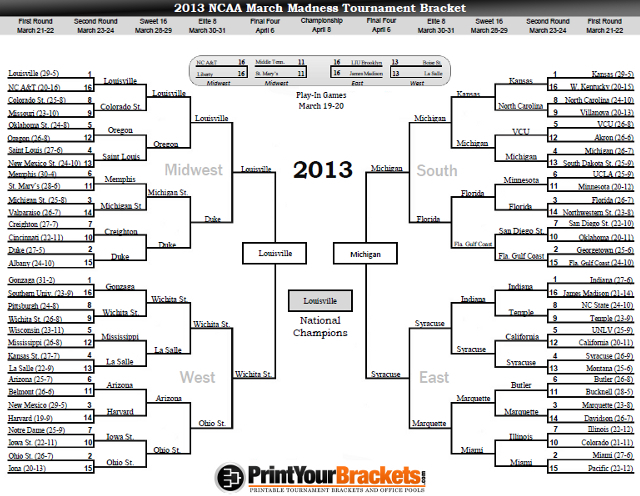 2013 NCAA March Madness Tournament Bracket
First Round Second Round Sweet 16 Elite 8 Final Four Championship Final Four Elite 8 Sweet 16 Second Round First Round
March 21-22 March 23-24 March 28-29 March 30-31 April 6 April 8 April 6 March 30-31 March 28-29 March 23-24 March 21-22
NC A&T 16 Middle Tenn. 11 LIU Brooklyn 16 Boise St. 13
Liberty 16 St. Mary's 11 James Madison 16 La Salle 13
Midwest Midwest East West
Play-In Games
March 19-20
2013
Midwest
Louisville (29-5) 1
NC A&T (20-16) 16
Colorado St. (25-8) 8
Missouri (23-10) 9
Oklahoma St. (24-8) 5
Oregon (26-8) 12
Saint Louis (27-6) 4
New Mexico St. (24-10) 13
Memphis (30-4) 6
St. Mary's (28-6) 11
Michigan St. (25-8) 3
Valparaiso (26-7) 14
Creighton (27-7) 7
Cincinnati (22-11) 10
Duke (27-5) 2
Albany (24-10) 15
Louisville
Colorado St.
Oregon
Saint Louis
Memphis
Michigan St.
Creighton
Duke
Louisville
Oregon
Michigan St.
Duke
Louisville
Duke
Louisville
West
Gonzaga (31-2) 1
Southern Univ. (23-9) 16
Pittsburgh (24-8) 8
Wichita St. (26-8) 9
Wisconsin (23-11) 5
Mississippi (26-8) 12
Kansas St. (27-7) 4
La Salle (22-9) 13
Arizona (25-7) 6
Belmont (26-6) 11
New Mexico (29-5) 3
Harvard (19-9) 14
Notre Dame (25-9) 7
Iowa St. (22-11) 10
Ohio St. (26-7) 2
Iona (20-13) 15
Gonzaga
Wichita St.
Mississippi
La Salle
Arizona
Harvard
Iowa St.
Ohio St.
Wichita St.
La Salle
Arizona
Ohio St.
Wichita St.
Ohio St.
Wichita St.
South
1 Kansas (29-5)
16 W. Kentucky (20-15)
8 North Carolina (24-10)
9 Villanova (20-13)
5 VCU (26-8)
12 Akron (26-6)
4 Michigan (26-7)
13 South Dakota St. (25-9)
6 UCLA (25-9)
11 Minnesota (20-12)
3 Florida (26-7)
14 Northwestern St. (23-8)
7 San Diego St. (22-10)
10 Oklahoma (20-11)
2 Georgetown (25-6)
15 Fla. Gulf Coast (24-10)
Kansas
North Carolina
VCU
Michigan
Minnesota
Florida
San Diego St.
Fla. Gulf Coast
Kansas
Michigan
Florida
Fla. Gulf Coast
Michigan
Florida
Michigan
East
1 Indiana (27-6)
16 James Madison (21-14)
8 NC State (24-10)
9 Temple (23-9)
5 UNLV (25-9)
12 California (20-11)
4 Syracuse (26-9)
13 Montana (25-6)
6 Butler (26-8)
11 Bucknell (28-5)
3 Marquette (23-8)
14 Davidson (26-7)
7 Illinois (22-12)
10 Colorado (21-11)
2 Miami (27-6)
15 Pacific (22-12)
Indiana
Temple
California
Syracuse
Butler
Marquette
Illinois
Miami
Indiana
Syracuse
Marquette
Miami
Syracuse
Marquette
Syracuse
Louisville Michigan
Louisville
National
Champions
PrintYourBrackets.com
PRINTABLE TOURNAMENT BRACKETS AND OFFICE POOLS